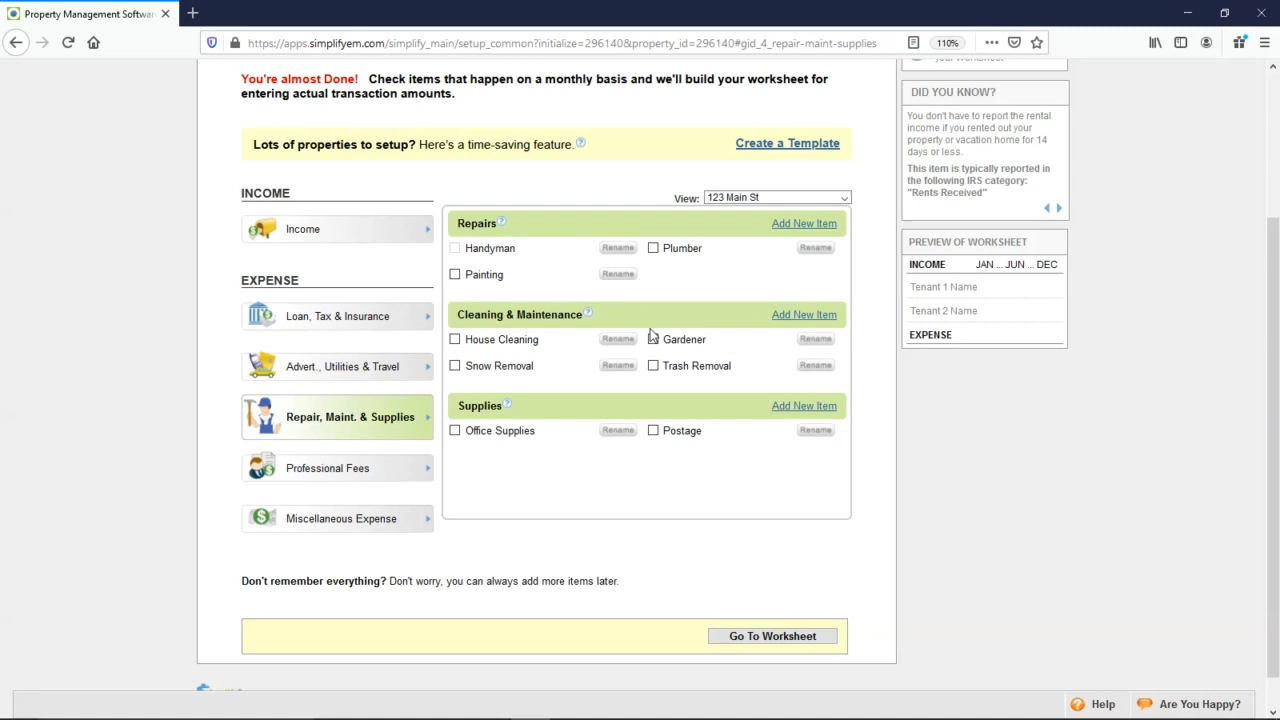 Property Management Softwar
https://apps.simplifyem.com/simplify_main/setup_common?initialize=296140&property_id=296140#gid_4_repair-maint-supplies
110%
You're almost Done! Check items that happen on a monthly basis and we'll build your worksheet for
entering actual transaction amounts.
Lots of properties to setup? Here's a time-saving feature.
Create a Template
INCOME
View: 123 Main St
Income
EXPENSE
Loan, Tax & Insurance
Advert., Utilities & Travel
Repair, Maint. & Supplies
Professional Fees
Miscellaneous Expense
Repairs Add New Item
Handyman Rename Plumber Rename
Painting Rename
Cleaning & Maintenance Add New Item
House Cleaning Rename Gardener Rename
Snow Removal Rename Trash Removal Rename
Supplies Add New Item
Office Supplies Rename Postage Rename
Don't remember everything? Don't worry, you can always add more items later.
Go To Worksheet
DID YOU KNOW?
You don't have to report the rental
income if you rented out your
property or vacation home for 14
days or less.
This item is typically reported in
the following IRS category:
"Rents Received"
PREVIEW OF WORKSHEET
INCOME JAN ... JUN ... DEC
Tenant 1 Name
Tenant 2 Name
EXPENSE
Help
Are You Happy?